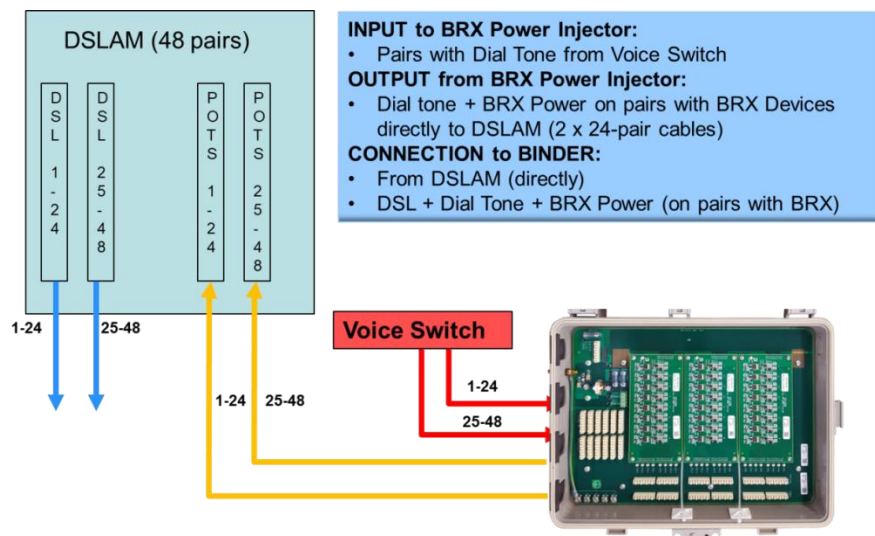 DSLAM (48 pairs)
DSL 1-24
DSL 25-48
POTS 1-24
POTS 25-48
INPUT to BRX Power Injector:
• Pairs with Dial Tone from Voice Switch
OUTPUT from BRX Power Injector:
• Dial tone + BRX Power on pairs with BRX Devices
directly to DSLAM (2 x 24-pair cables)
CONNECTION to BINDER:
• From DSLAM (directly)
• DSL + Dial Tone + BRX Power (on pairs with BRX)
1-24
25-48
Voice Switch
1-24
25-48
1-24
25-48